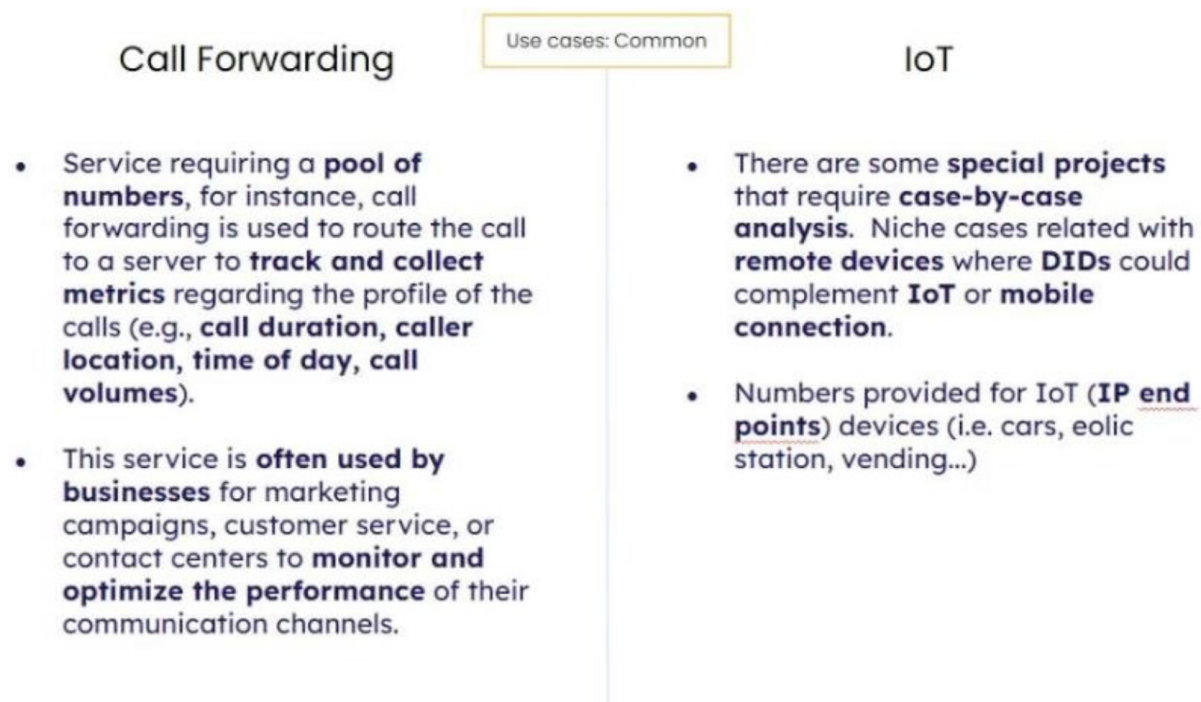 Use cases: Common
Call Forwarding
• Service requiring a pool of
numbers, for instance, call
forwarding is used to route the call
to a server to track and collect
metrics regarding the profile of the
calls (e.g., call duration, caller
location, time of day, call
volumes).
• This service is often used by
businesses for marketing
campaigns, customer service, or
contact centers to monitor and
optimize the performance of their
communication channels.
IoT
• There are some special projects
that require case-by-case
analysis.  Niche cases related with
remote devices where DIDs could
complement IoT or mobile
connection.
• Numbers provided for IoT (IP end
points) devices (i.e. cars, eolic
station, vending...)